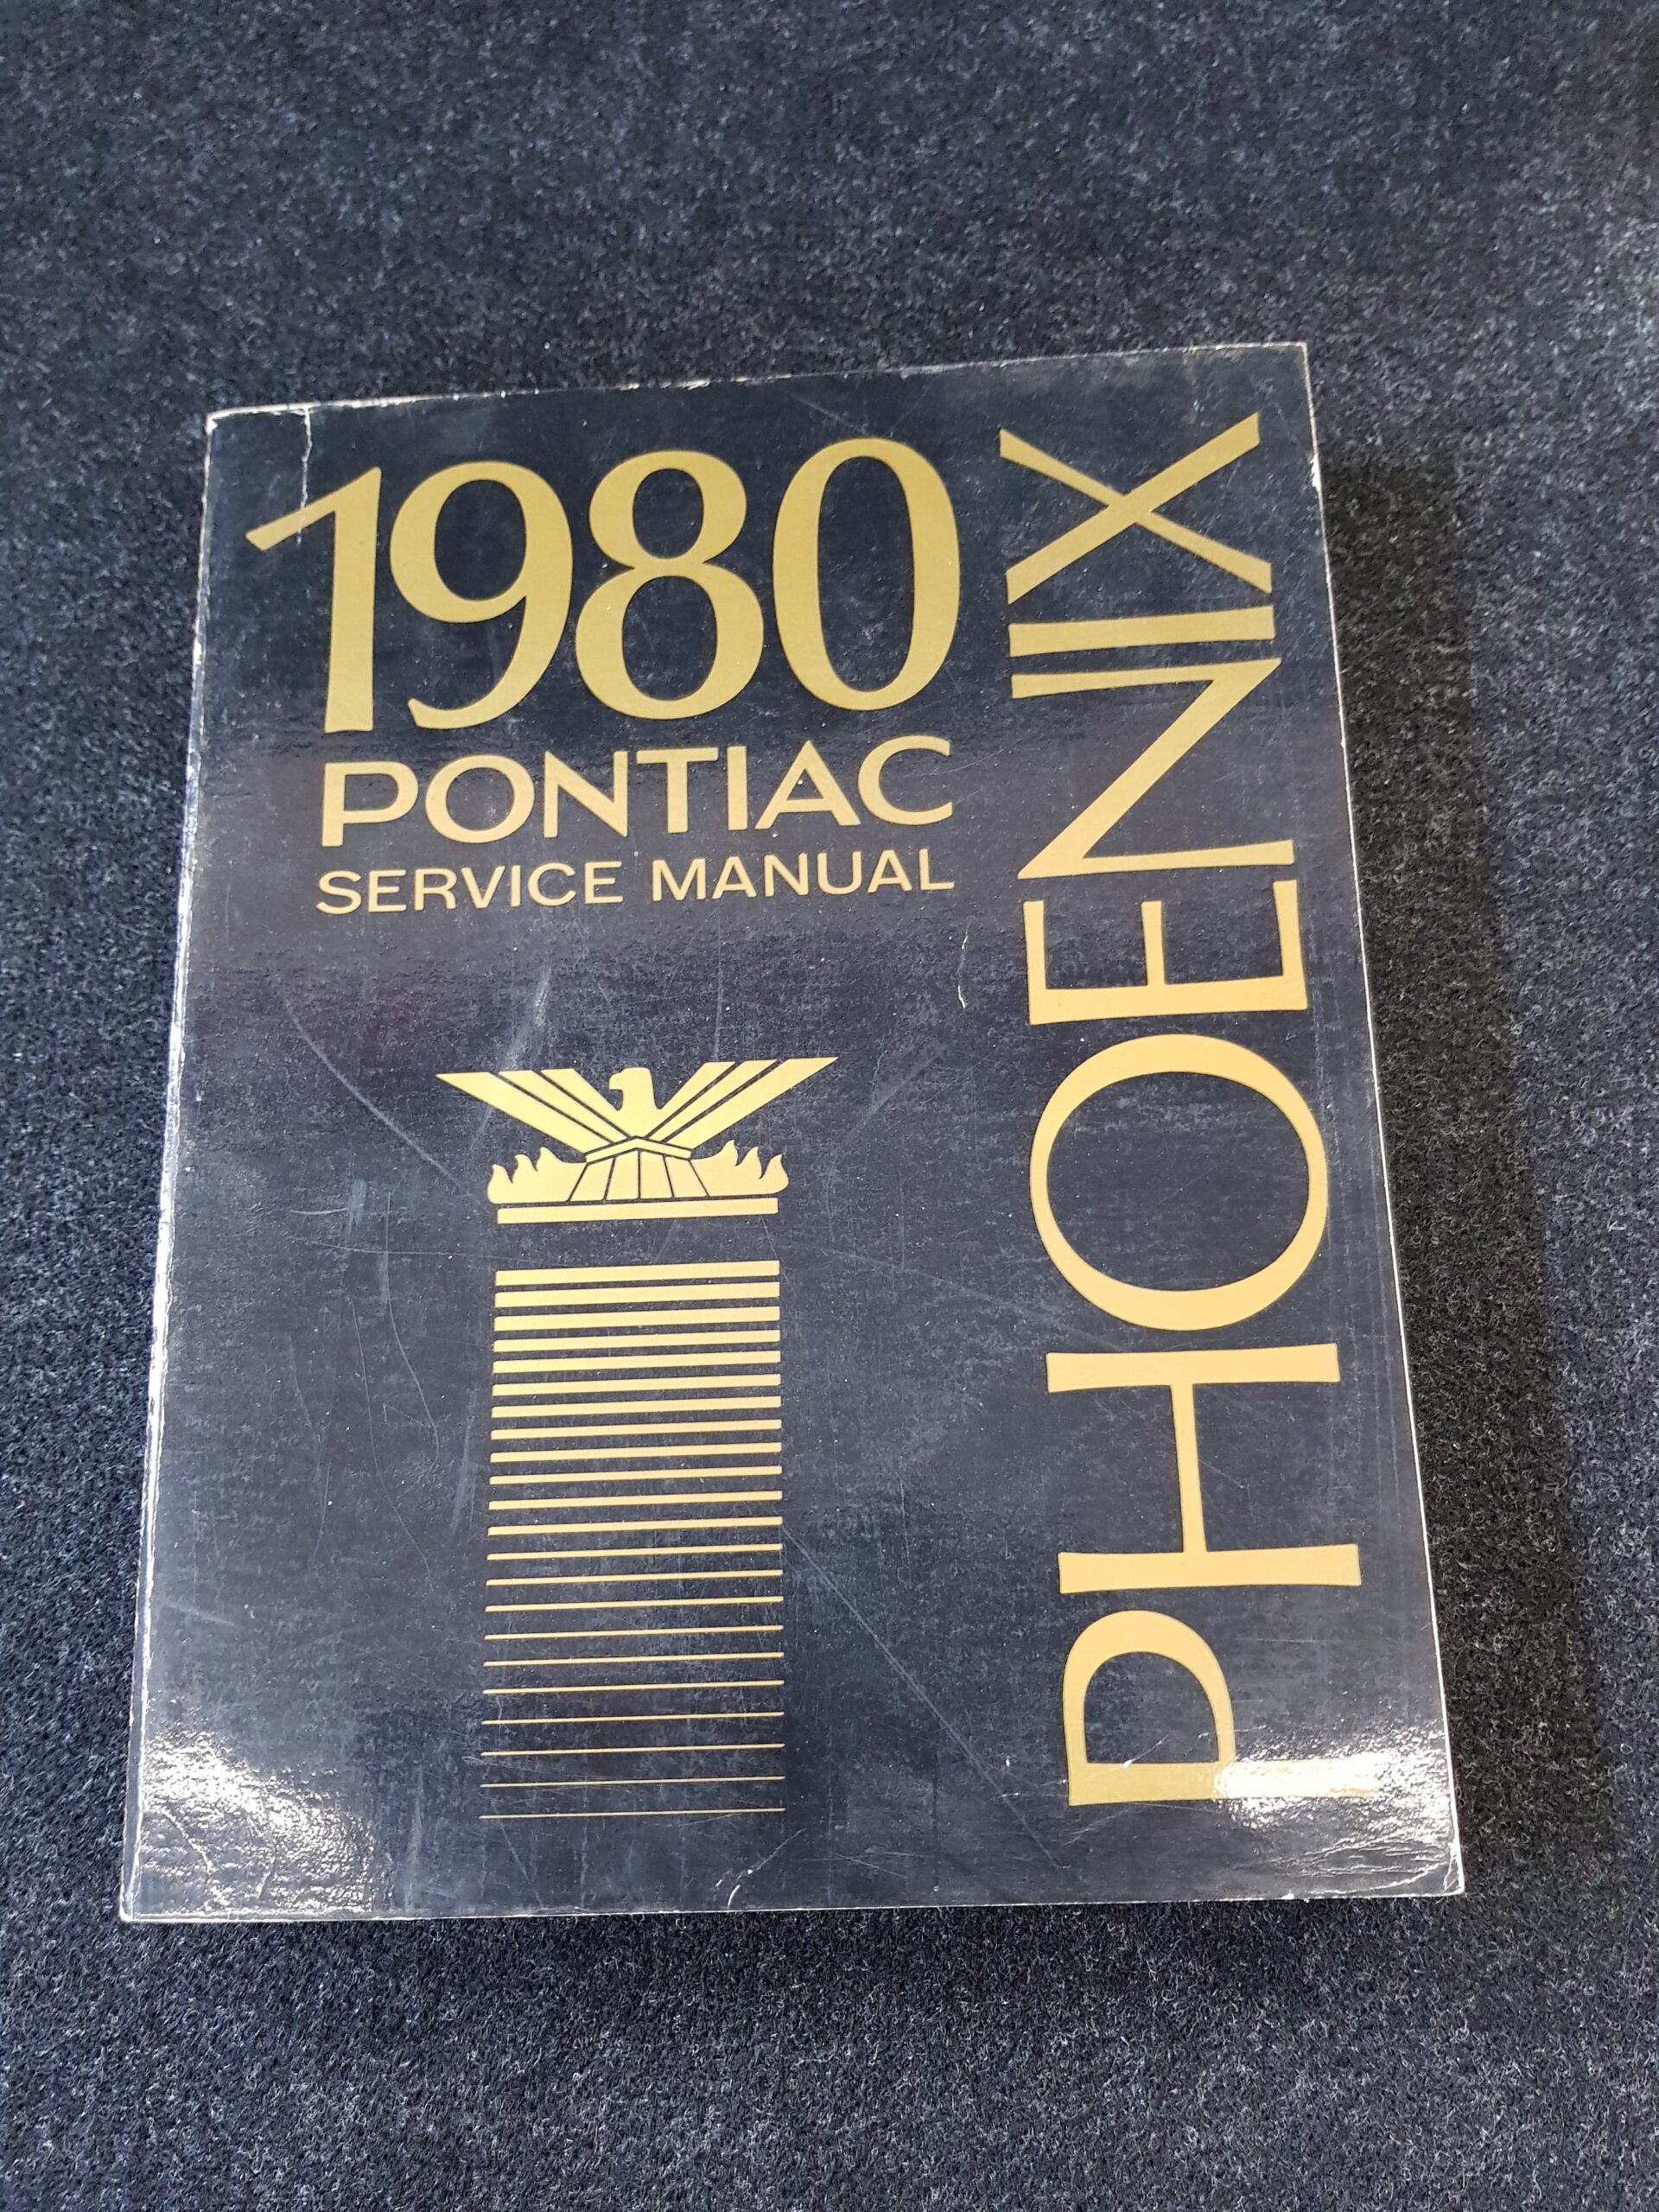 1980
PONTIAC
SERVICE MANUAL
PHOENIX